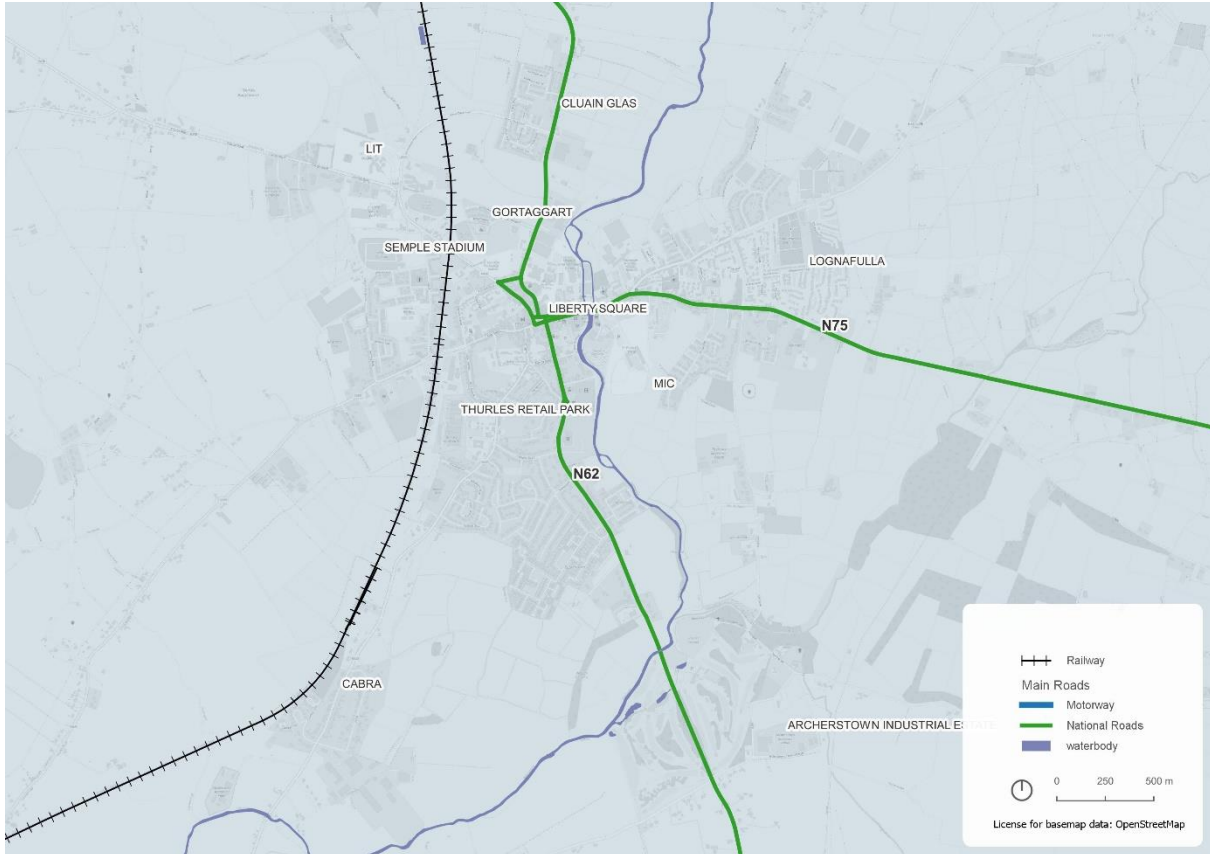 CLUAIN GLAS
LIT
GORTAGGART
SEMPLE STADIUM
LOGNAFULLA
LIBERTY SQUARE
N75
MIC
THURLES RETAIL PARK
N62
CABRA
ARCHERSTOWN INDUSTRIAL ESTATE
Railway
Main Roads
Motorway
National Roads
waterbody
0 250 500 m
License for basemap data: OpenStreetMap